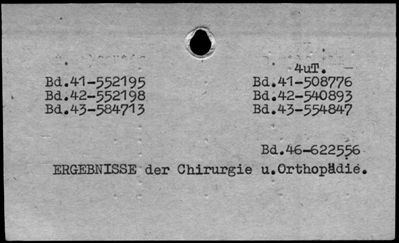 4uT.
Bd.41-552195 Bd.41-508776
Bd.42-552198 Bd.42-540893
Bd.43-584713 Bd.43-554847
Bd.46-622556
ERGEBNISSE der Chirurgie u.Orthopädie.